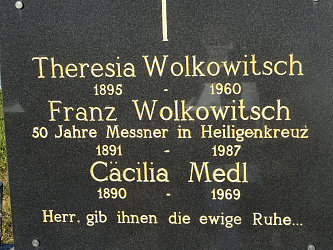 Theresia Wolkowitsch
1895 - 1960
Franz Wolkowitsch
50 Jahre Messner in Heiligenkreuz
1891 - 1987
Cäcilia Medl
1890 - 1969
Herr, gib ihnen die ewige Ruhe...